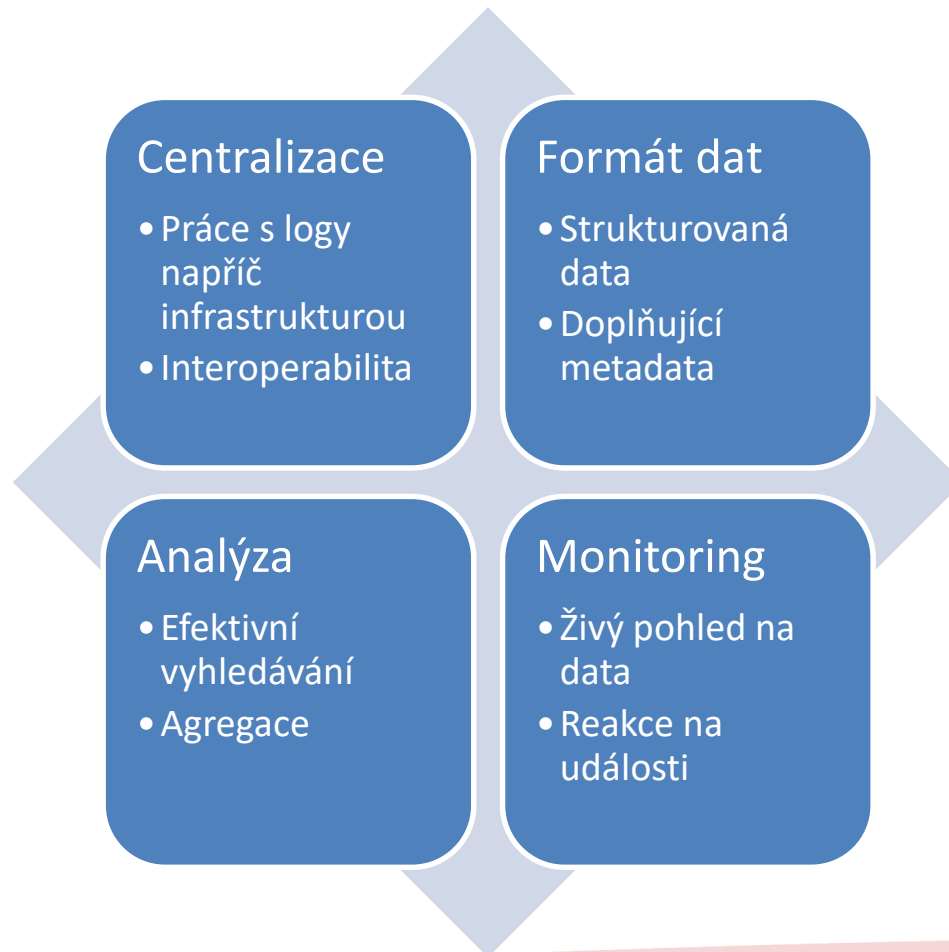 Centralizace
• Práce s logy
napříč
infrastrukturou
• Interoperabilita
Formát dat
• Strukturovaná
data
• Doplňující
metadata
Analýza
• Efektivní
vyhledávání
• Agregace
Monitoring
• Živý pohled na
data
• Reakce na
události